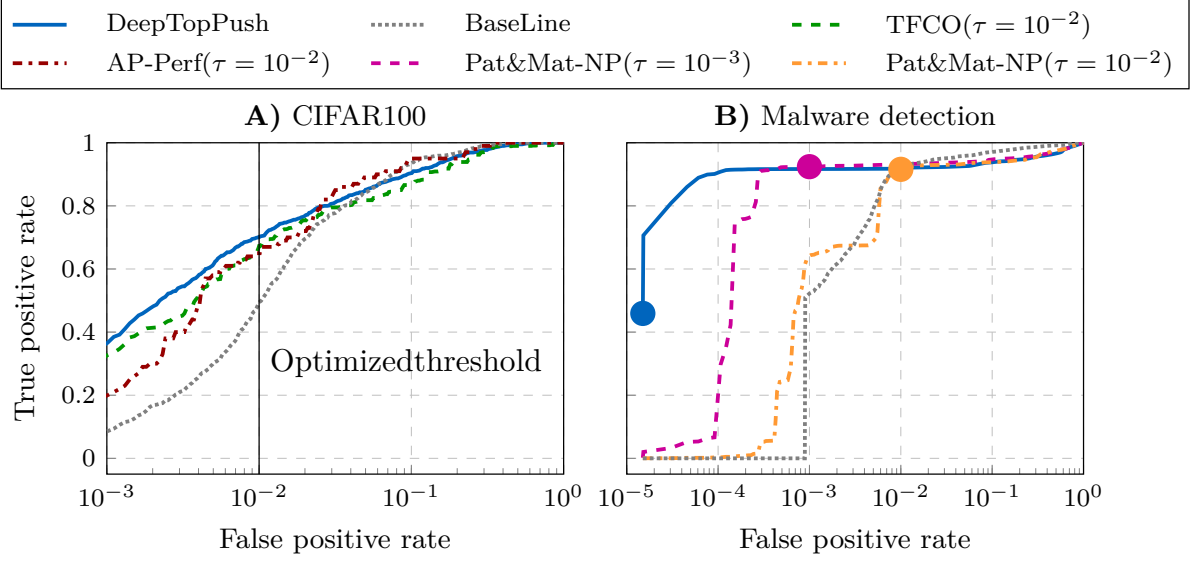 DeepTopPush BaseLine TFCO(τ = 10⁻²)
AP-Perf(τ = 10⁻²) Pat&Mat-NP(τ = 10⁻³) Pat&Mat-NP(τ = 10⁻²)
A) CIFAR100
B) Malware detection
True positive rate
1
0.8
0.6
0.4
0.2
0
Optimizedthreshold
10⁻³ 10⁻² 10⁻¹ 10⁰
10⁻⁵ 10⁻⁴ 10⁻³ 10⁻² 10⁻¹ 10⁰
False positive rate
False positive rate